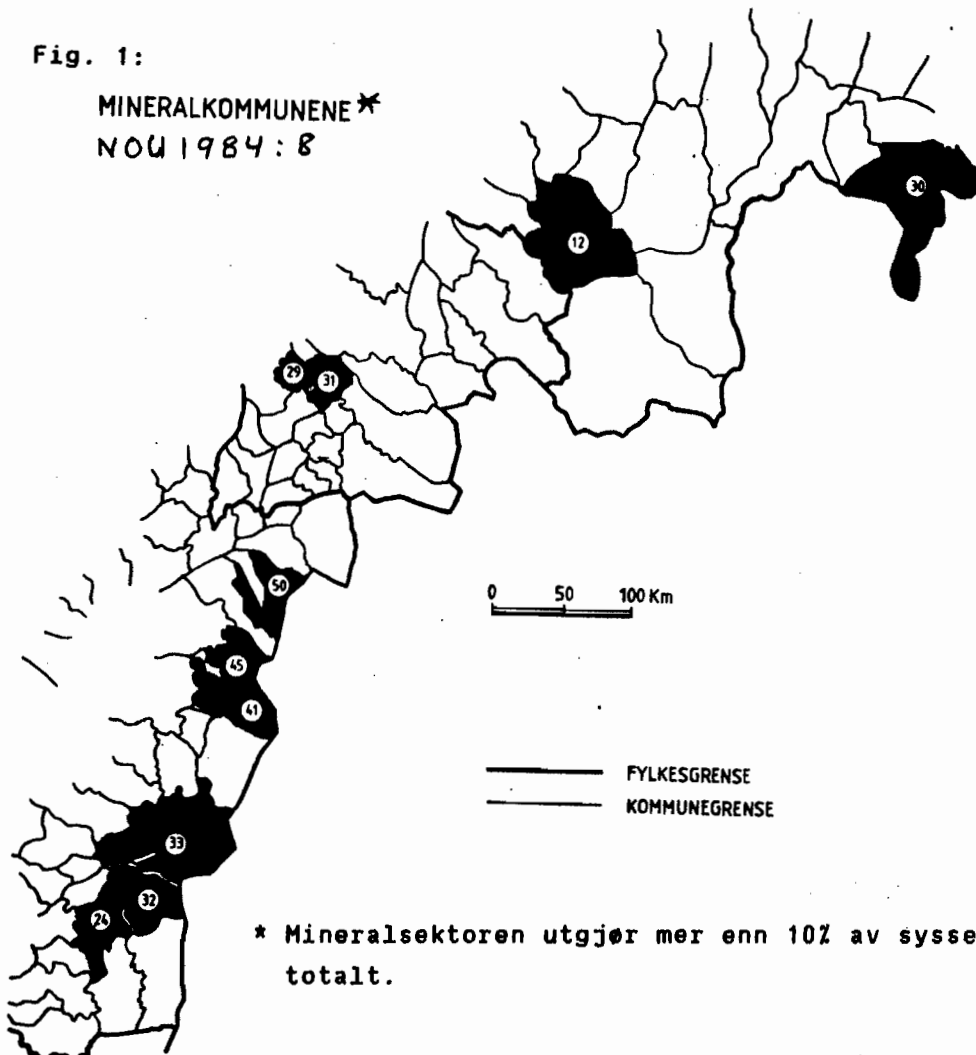 Fig. 1:
MINERALKOMMUNENE*
NOU 1984:8
30
12
29
31
50
0 50 100 Km
45
41
FYLKESGRENSE
KOMMUNEGRENSE
33
32
24
* Mineralsektoren utgjør mer enn 10% av sysse
totalt.